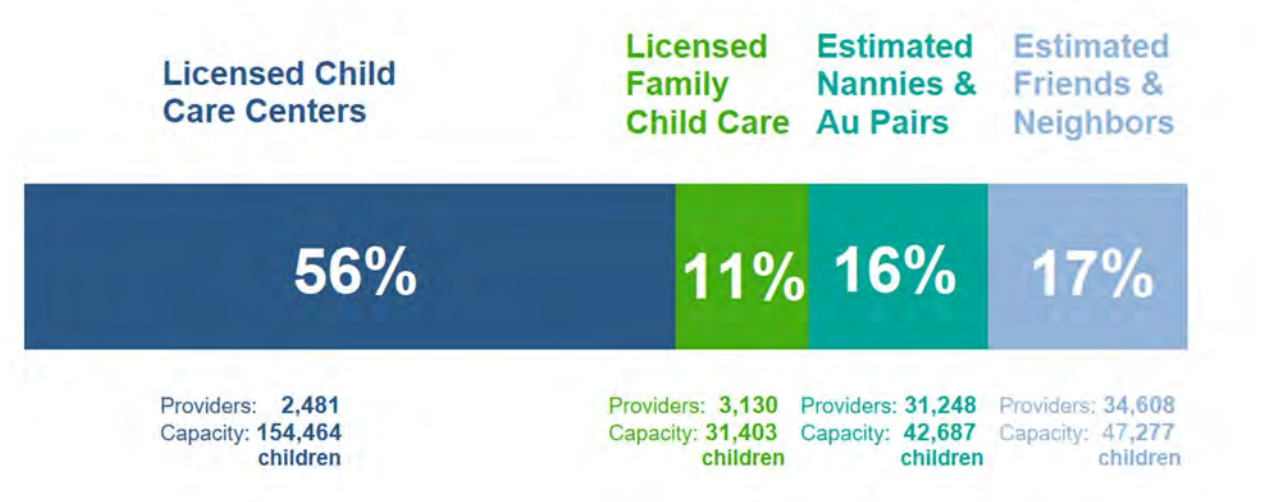 Licensed Child
Care Centers
Licensed
Family
Child Care
Estimated
Nannies &
Au Pairs
Estimated
Friends &
Neighbors
56%
11%
16%
17%
Providers: 2,481
Capacity: 154,464
children
Providers: 3,130
Capacity: 31,403
children
Providers: 31,248
Capacity: 42,687
children
Providers: 34,608
Capacity: 47,277
children